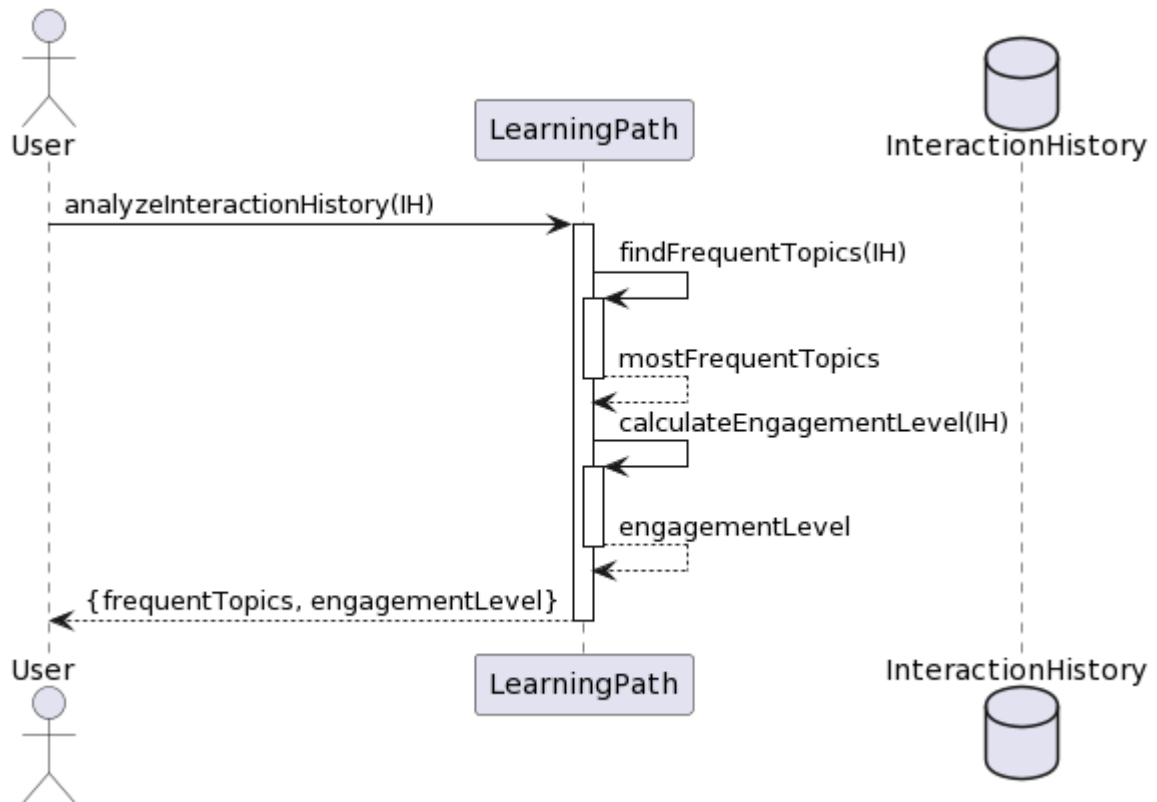 User
LearningPath
InteractionHistory
analyzeInteractionHistory(IH)
findFrequentTopics(IH)
mostFrequentTopics
calculateEngagementLevel(IH)
engagementLevel
{frequentTopics, engagementLevel}
User
LearningPath
InteractionHistory